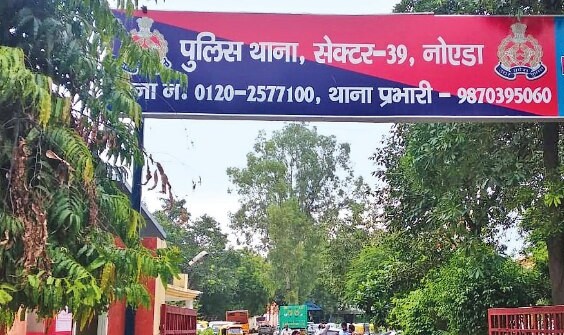 पुलिस थाना, सेक्टर-39, नोएडा
नं. 0120-2577100, थाना प्रभारी - 9870395060